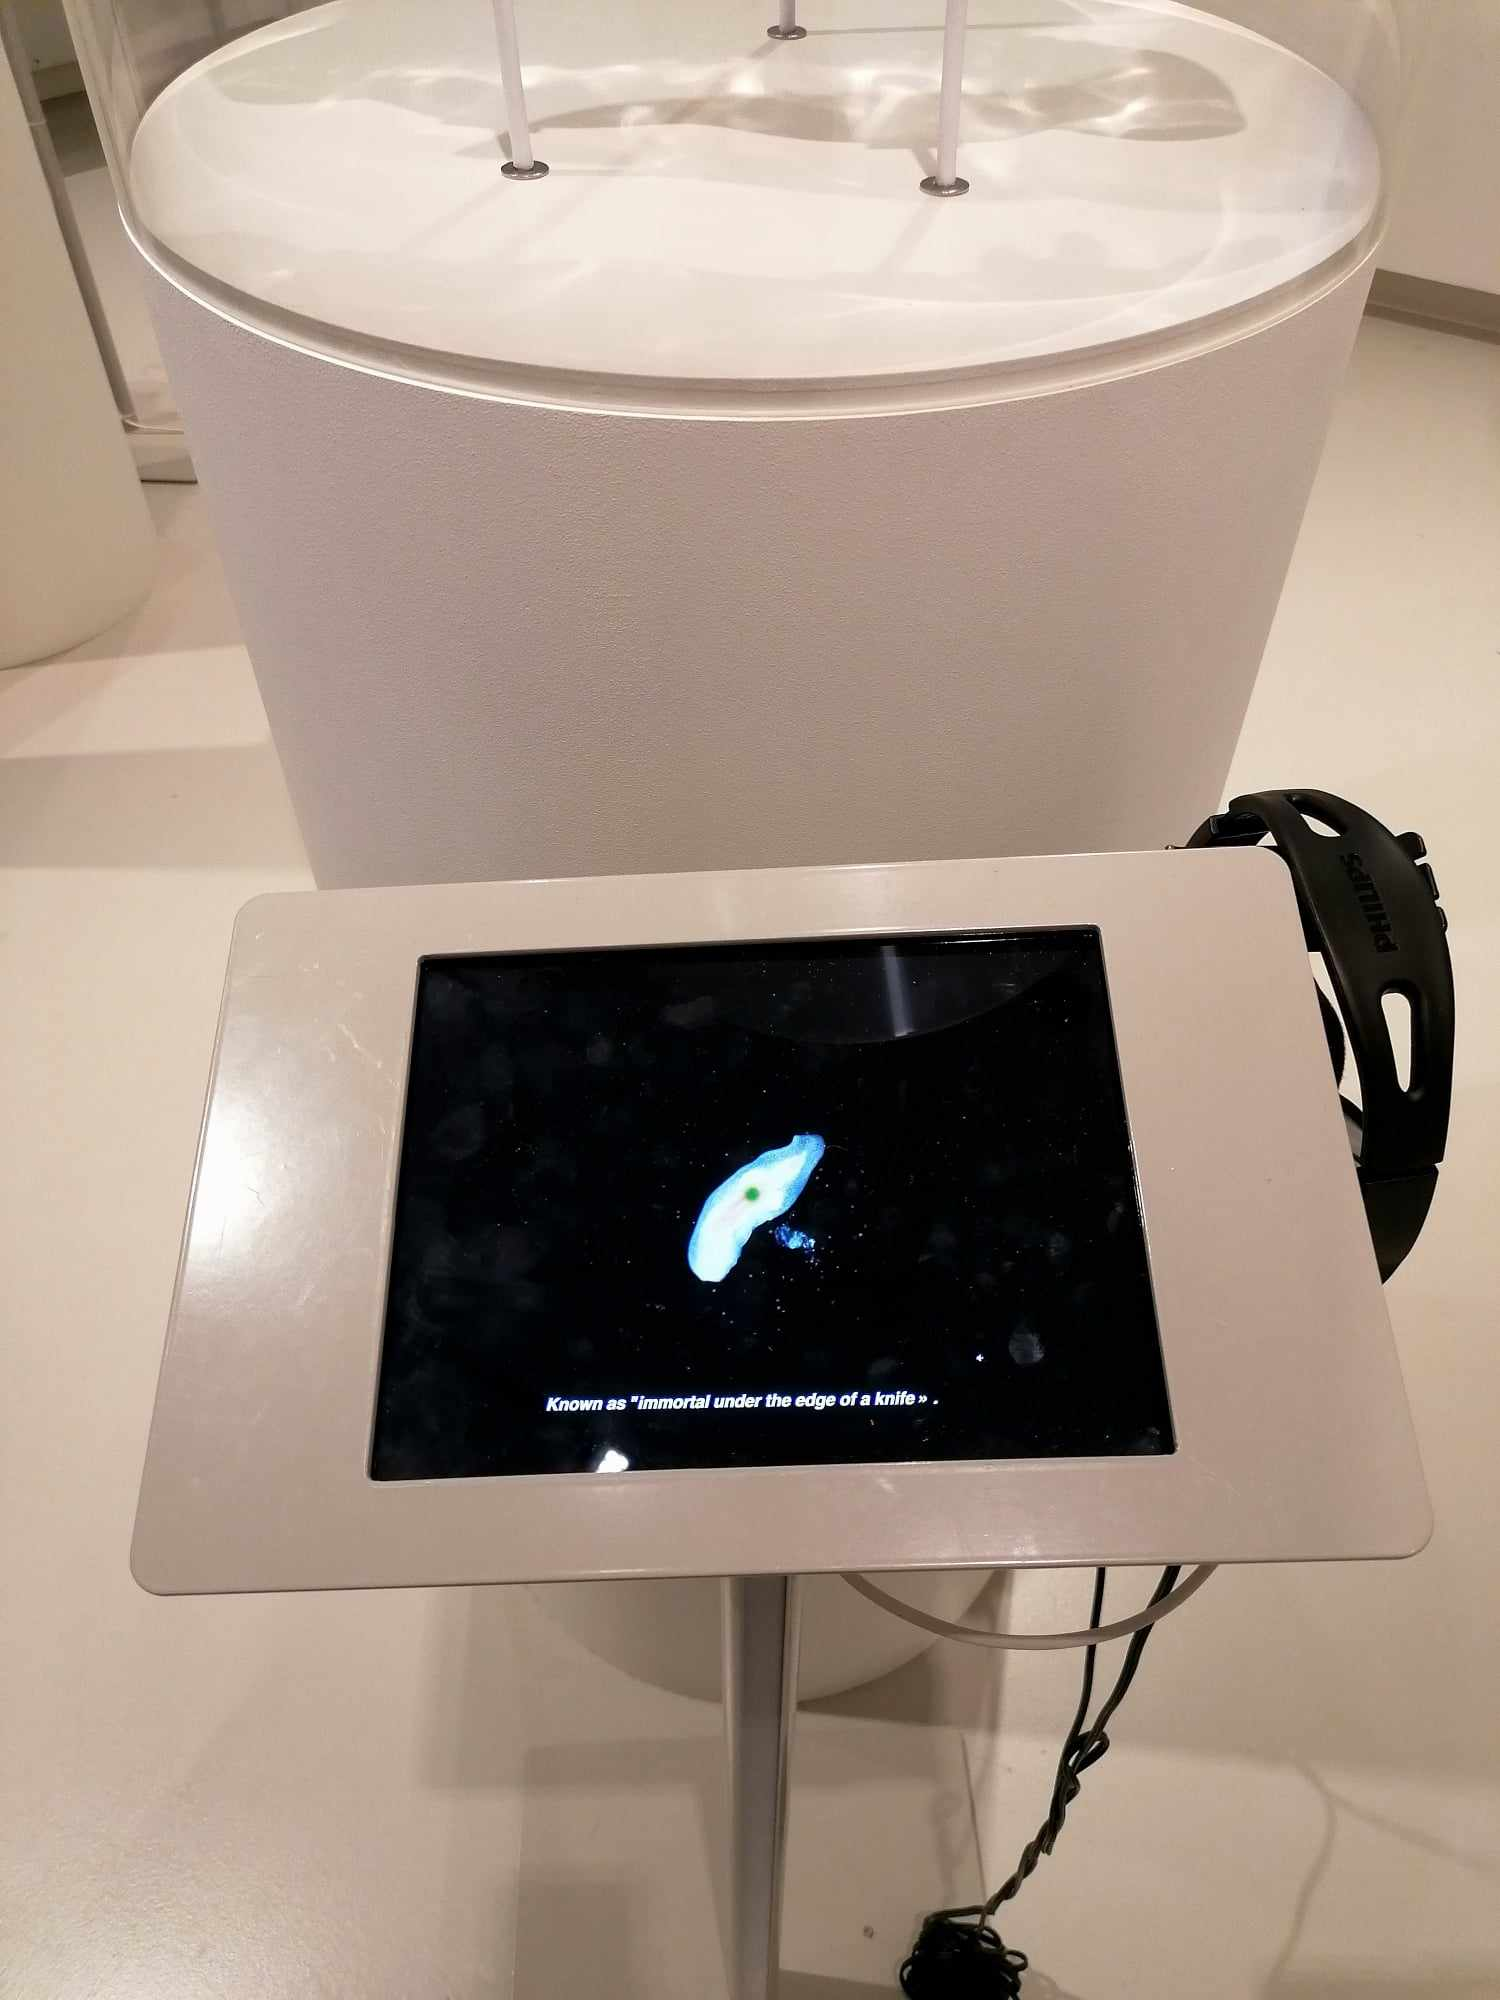 PHILIPS
Known as "immortal under the edge of a knife » .